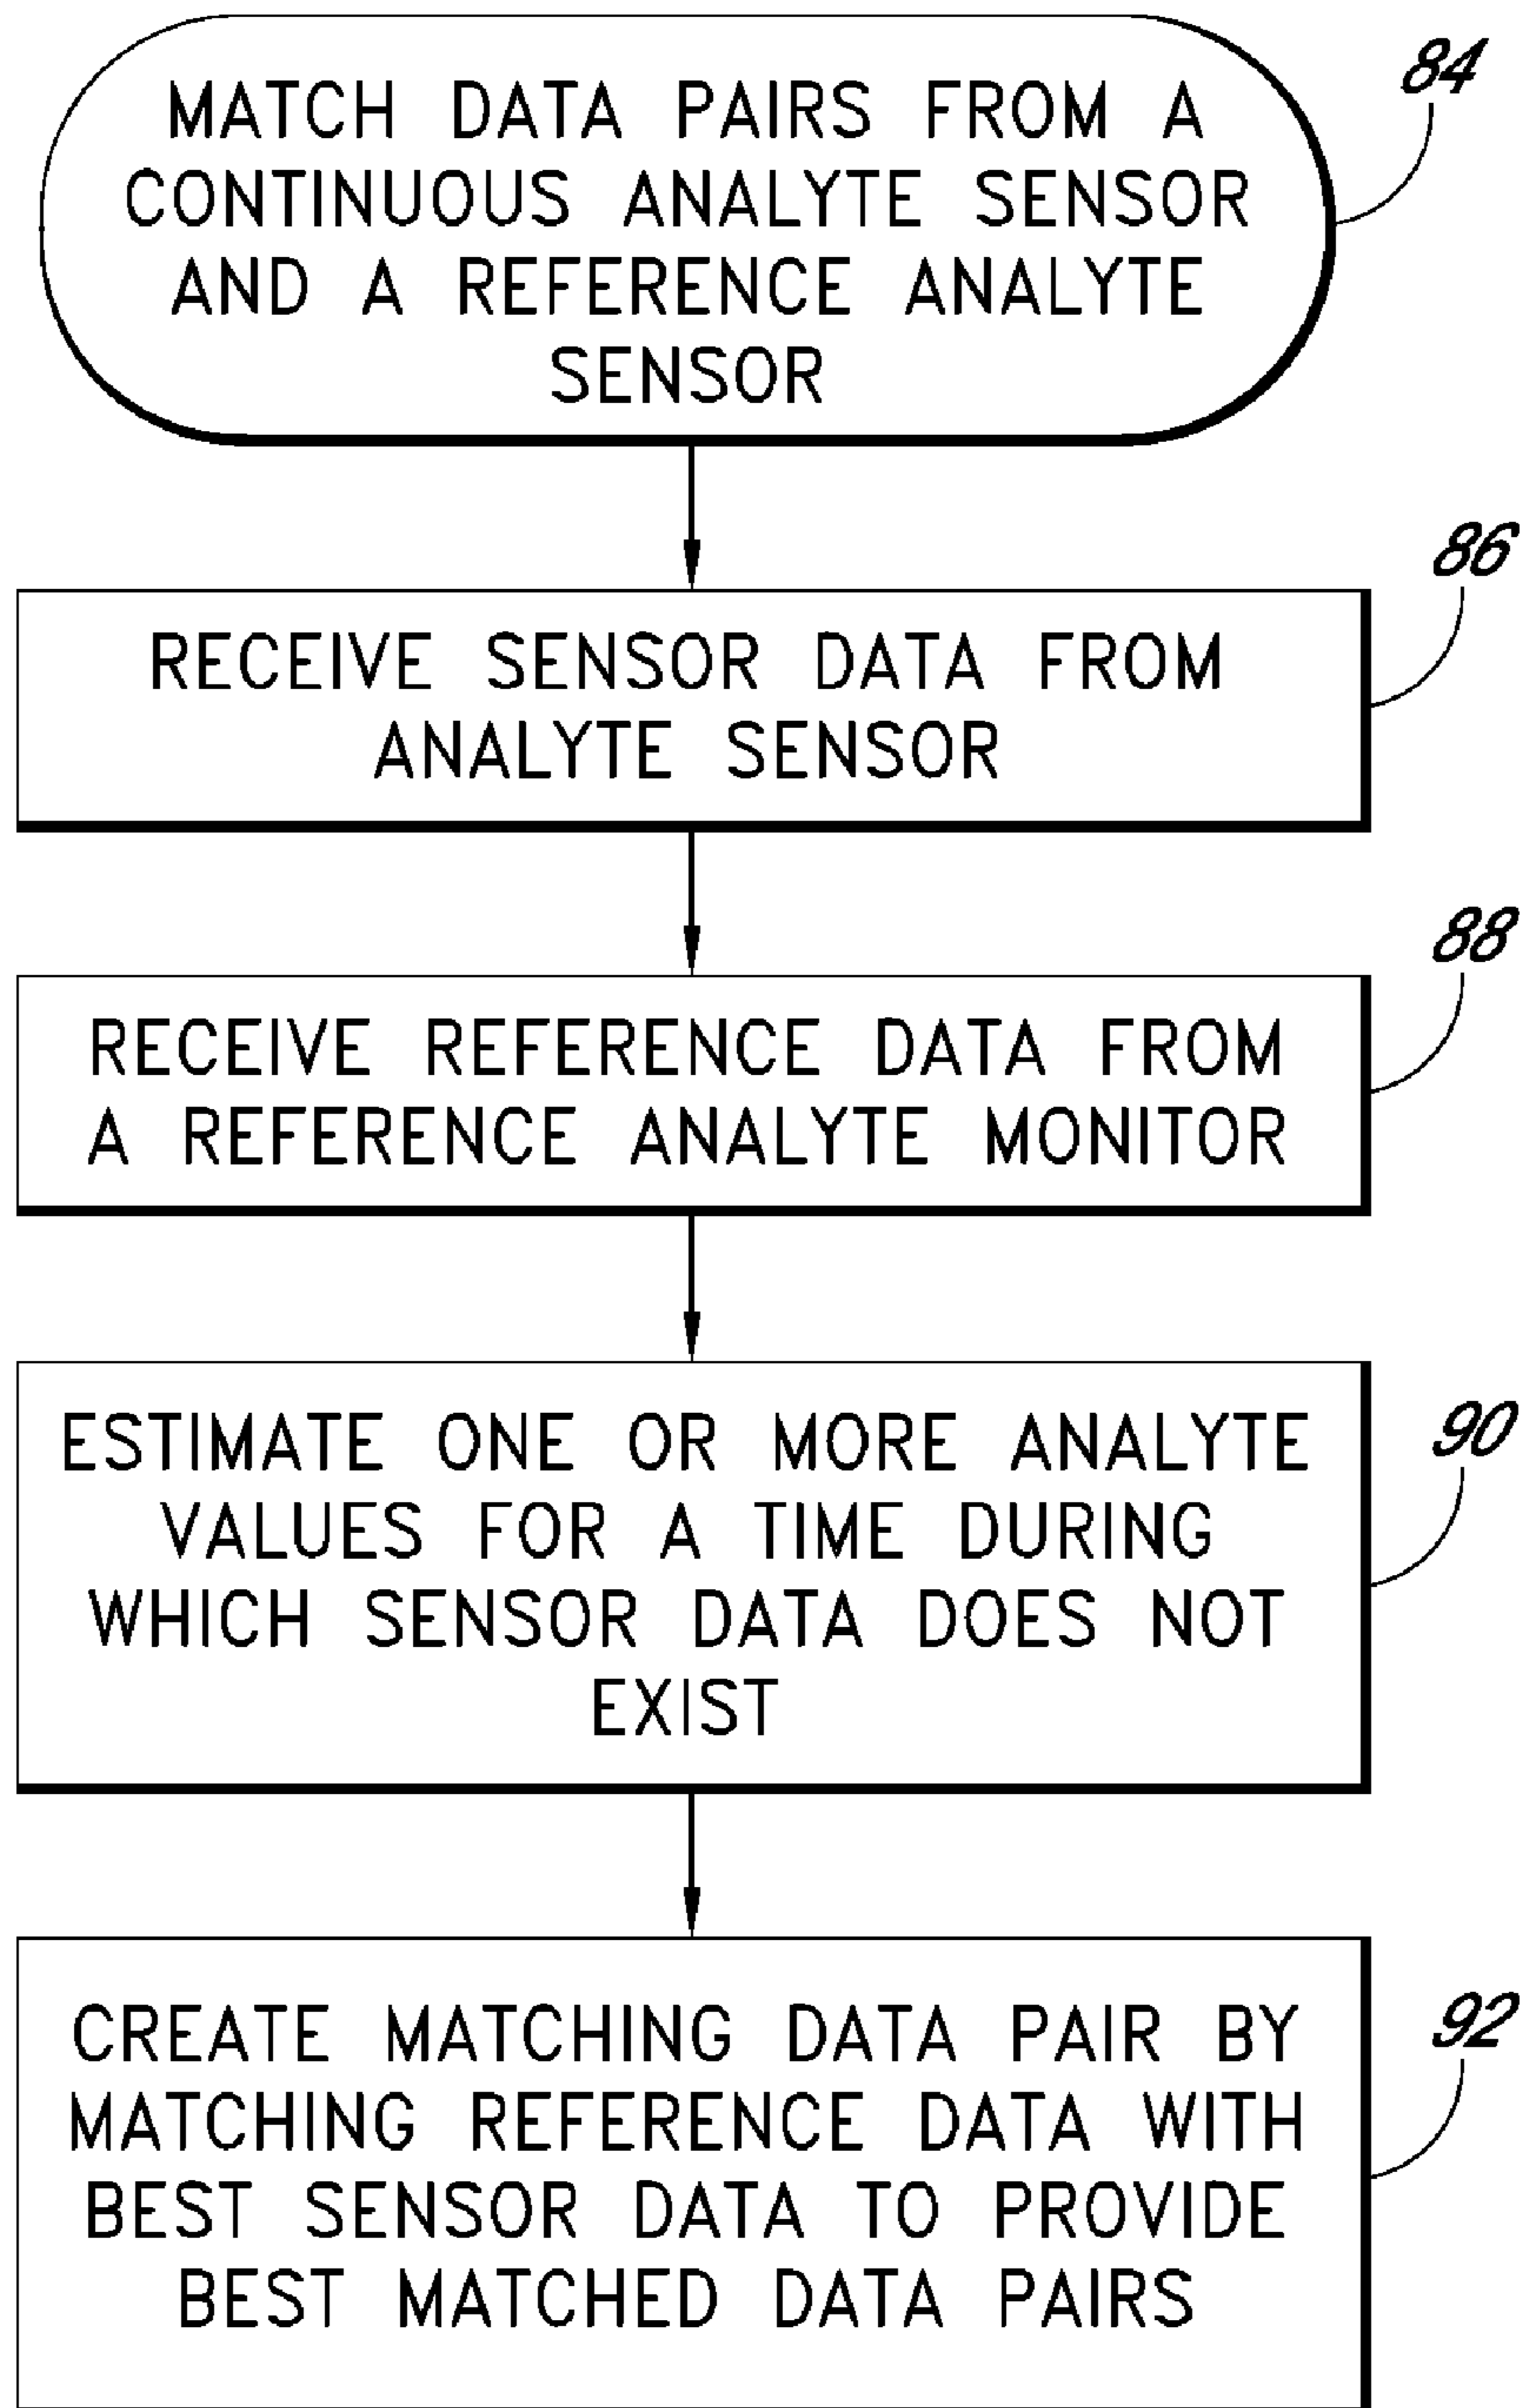 MATCH DATA PAIRS FROM A
CONTINUOUS ANALYTE SENSOR
AND A REFERENCE ANALYTE
SENSOR
84
RECEIVE SENSOR DATA FROM
ANALYTE SENSOR
86
RECEIVE REFERENCE DATA FROM
A REFERENCE ANALYTE MONITOR
88
ESTIMATE ONE OR MORE ANALYTE
VALUES FOR A TIME DURING
WHICH SENSOR DATA DOES NOT
EXIST
90
CREATE MATCHING DATA PAIR BY
MATCHING REFERENCE DATA WITH
BEST SENSOR DATA TO PROVIDE
BEST MATCHED DATA PAIRS
92